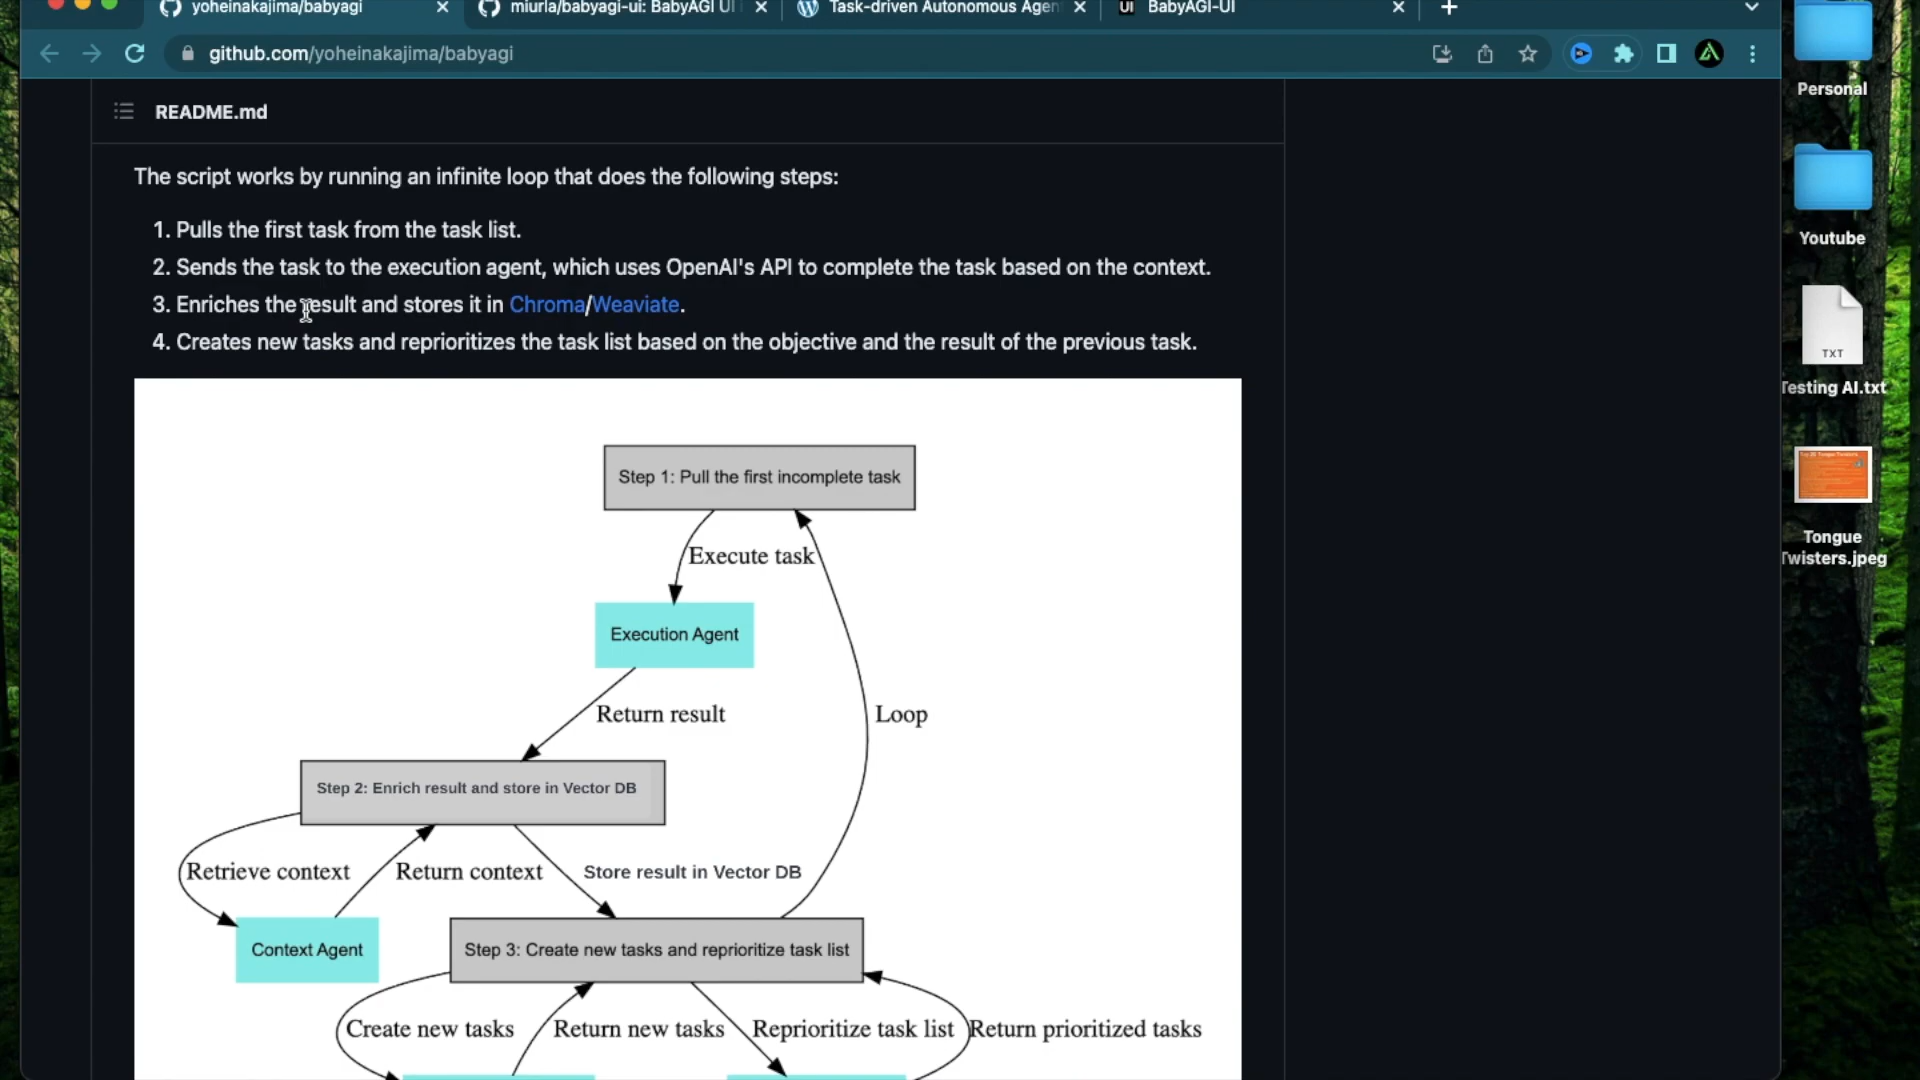 yoheinakajima/babyagi
miurla/babyagi-ui: BabyAGI UI
Task-driven Autonomous Agen
UI BabyAGI-UI
github.com/yoheinakajima/babyagi
README.md
The script works by running an infinite loop that does the following steps:
1. Pulls the first task from the task list.
2. Sends the task to the execution agent, which uses OpenAI's API to complete the task based on the context.
3. Enriches the result and stores it in Chroma/Weaviate.
4. Creates new tasks and reprioritizes the task list based on the objective and the result of the previous task.
Step 1: Pull the first incomplete task
Execute task
Execution Agent
Return result
Loop
Step 2: Enrich result and store in Vector DB
Retrieve context
Return context
Store result in Vector DB
Context Agent
Step 3: Create new tasks and reprioritize task list
Create new tasks
Return new tasks
Reprioritize task list
Return prioritized tasks
Personal
Youtube
TXT
Testing AI.txt
Tongue
Twisters.jpeg